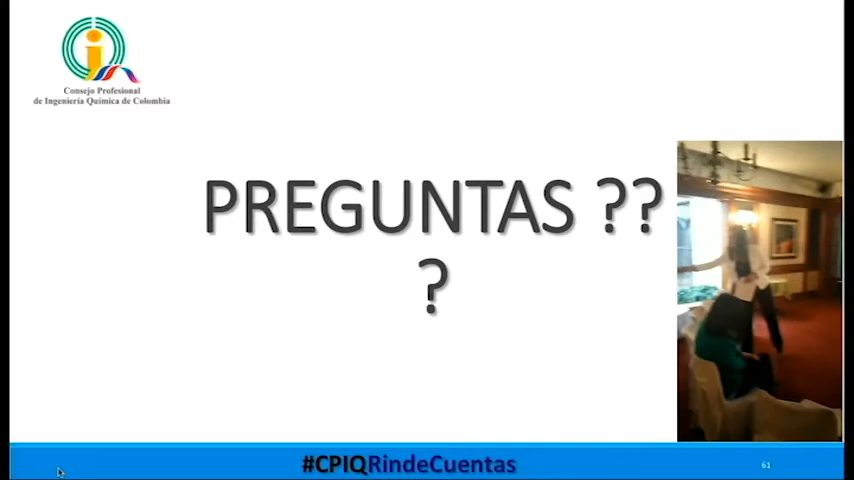 Consejo Profesional
de Ingeniería Química de Colombia
PREGUNTAS ??
?
#CPIQRindeCuentas
61